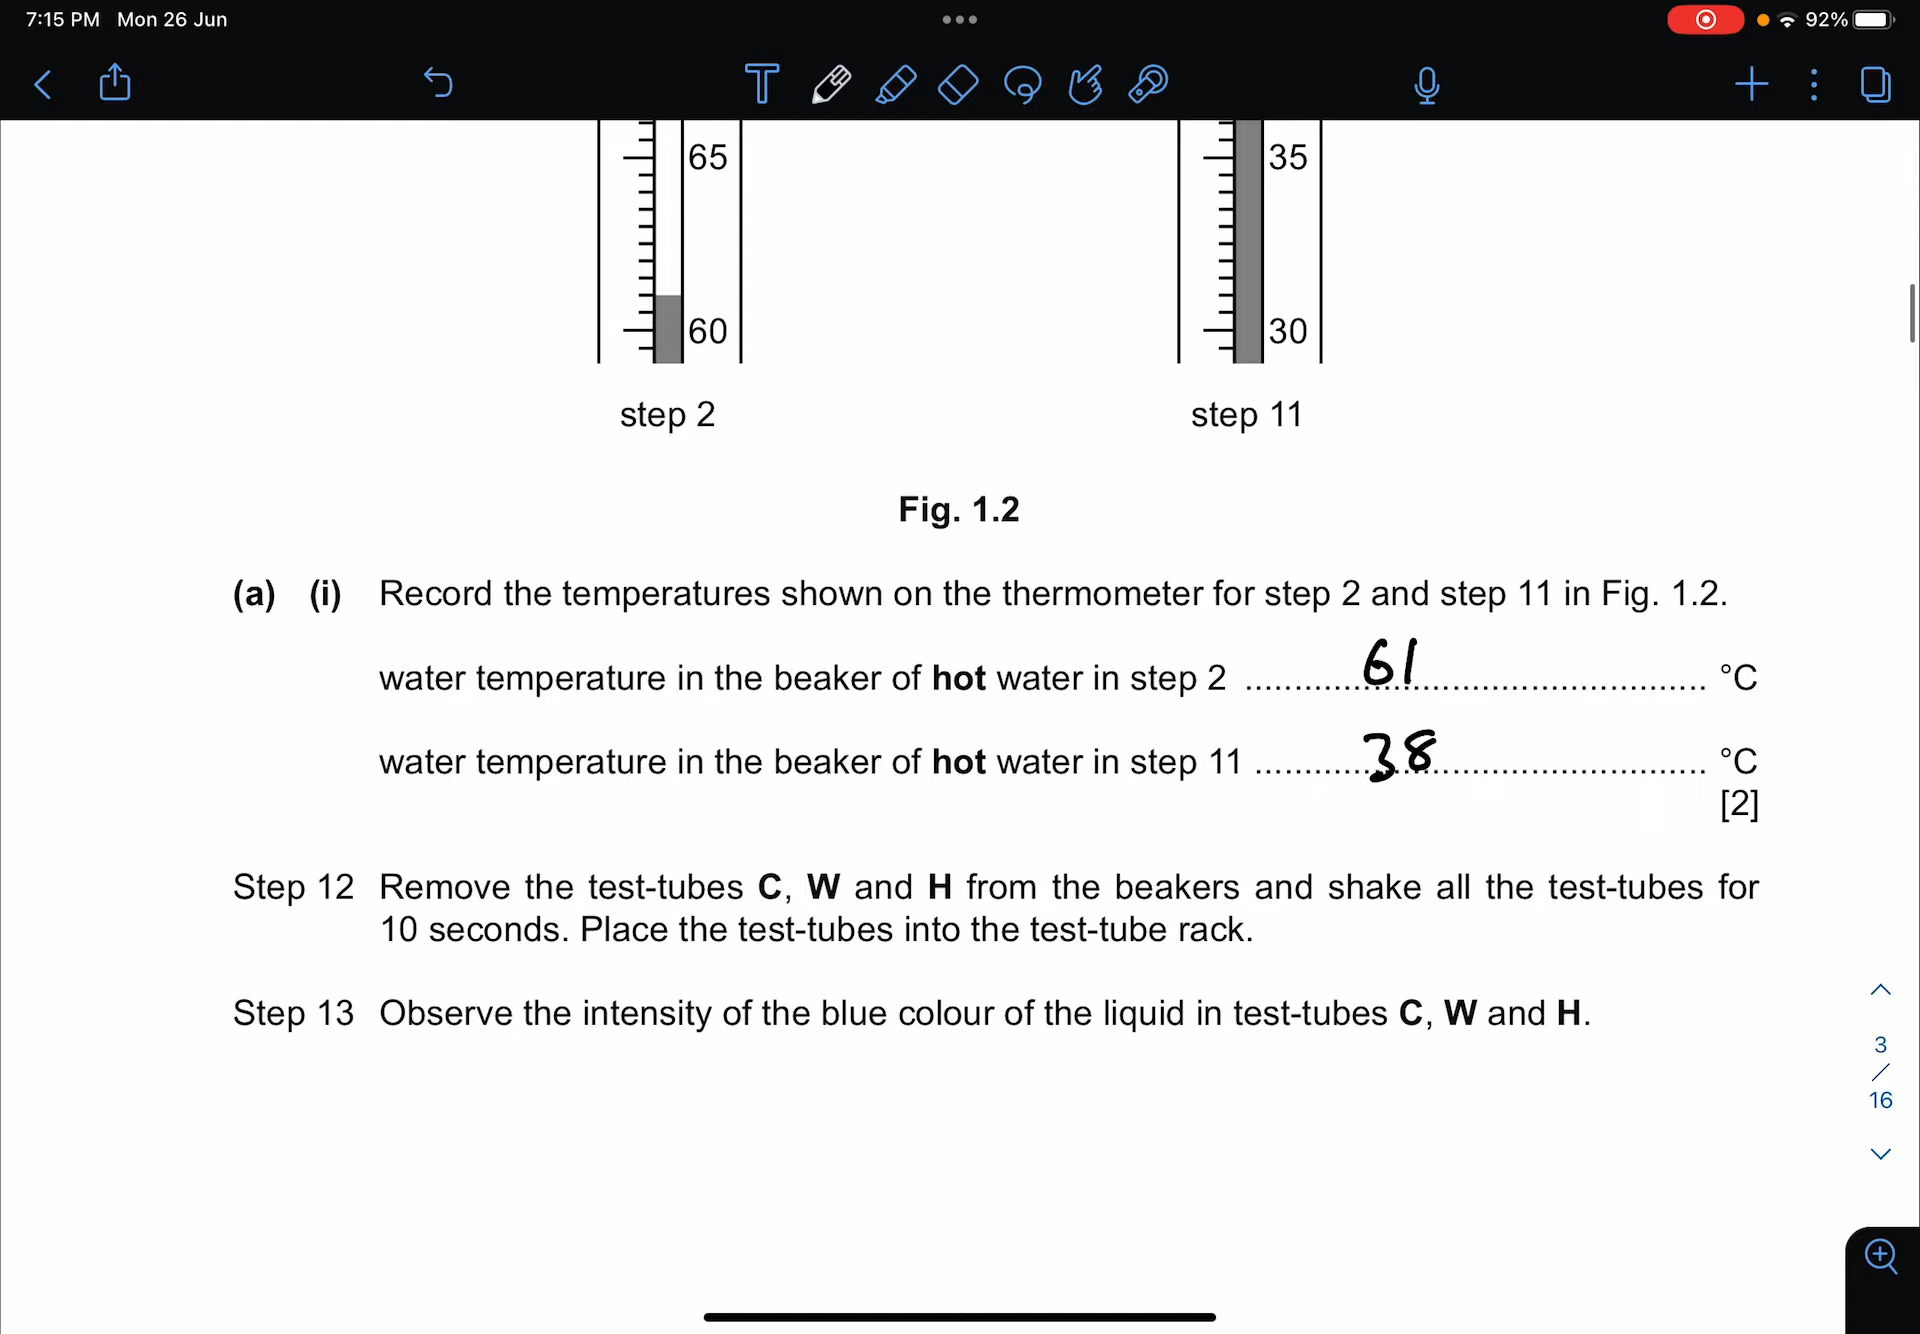 7:15 PM Mon 26 Jun
92%
65
35
60
30
step 2
step 11
Fig. 1.2
(a) (i) Record the temperatures shown on the thermometer for step 2 and step 11 in Fig. 1.2.
water temperature in the beaker of hot water in step 2 ........61........ °C
water temperature in the beaker of hot water in step 11 ........38........ °C
[2]
Step 12 Remove the test-tubes C, W and H from the beakers and shake all the test-tubes for
10 seconds. Place the test-tubes into the test-tube rack.
Step 13 Observe the intensity of the blue colour of the liquid in test-tubes C, W and H.
3
/
16